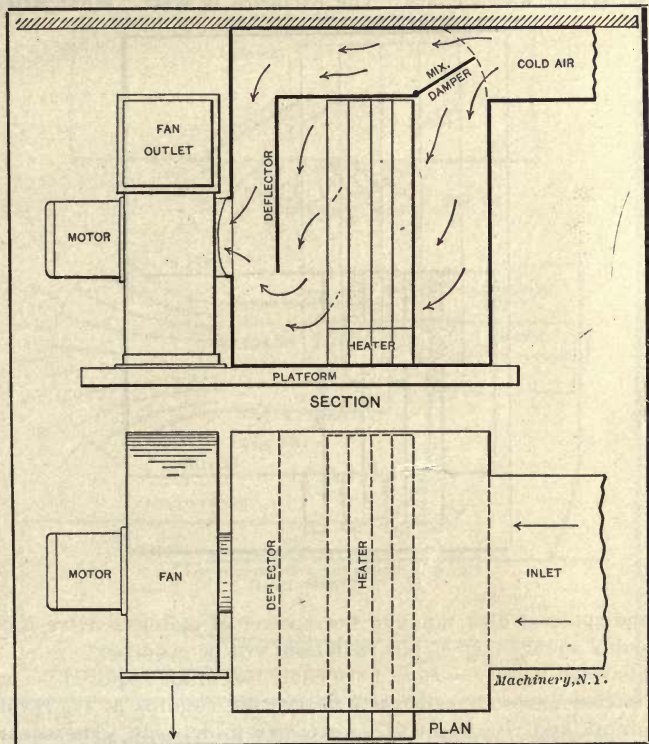 COLD AIR
MIX.
DAMPER
FAN
OUTLET
DEFLECTOR
MOTOR
HEATER
PLATFORM
SECTION
MOTOR
FAN
DEFLECTOR
HEATER
INLET
Machinery, N.Y.
PLAN